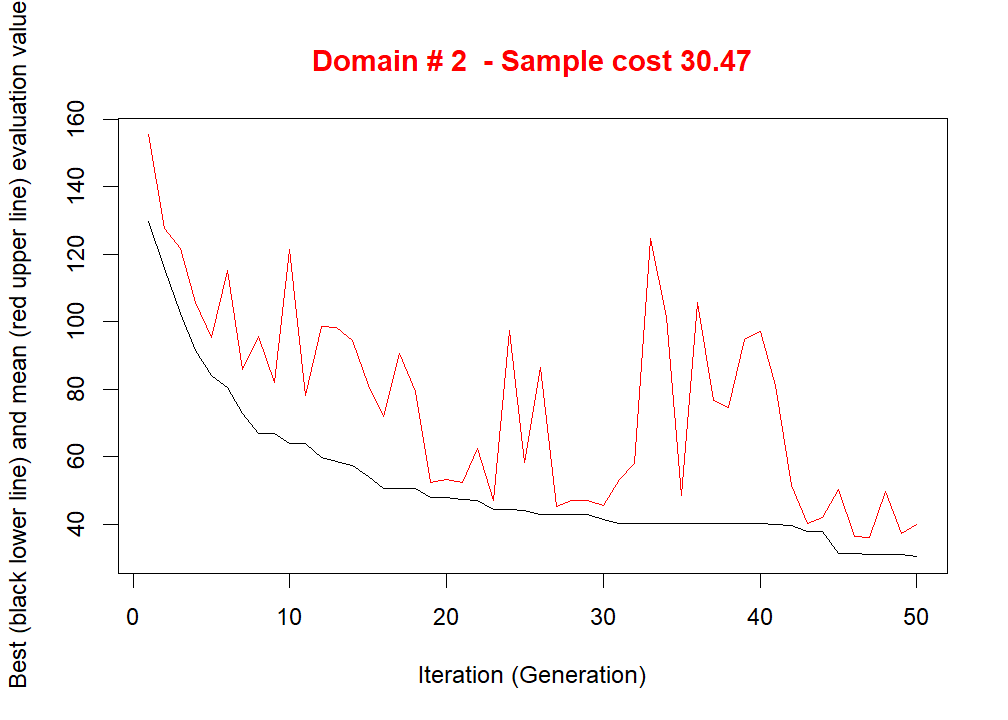 Domain # 2  - Sample cost 30.47
Best (black lower line) and mean (red upper line) evaluation value
160
140
120
100
80
60
40
0 10 20 30 40 50
Iteration (Generation)